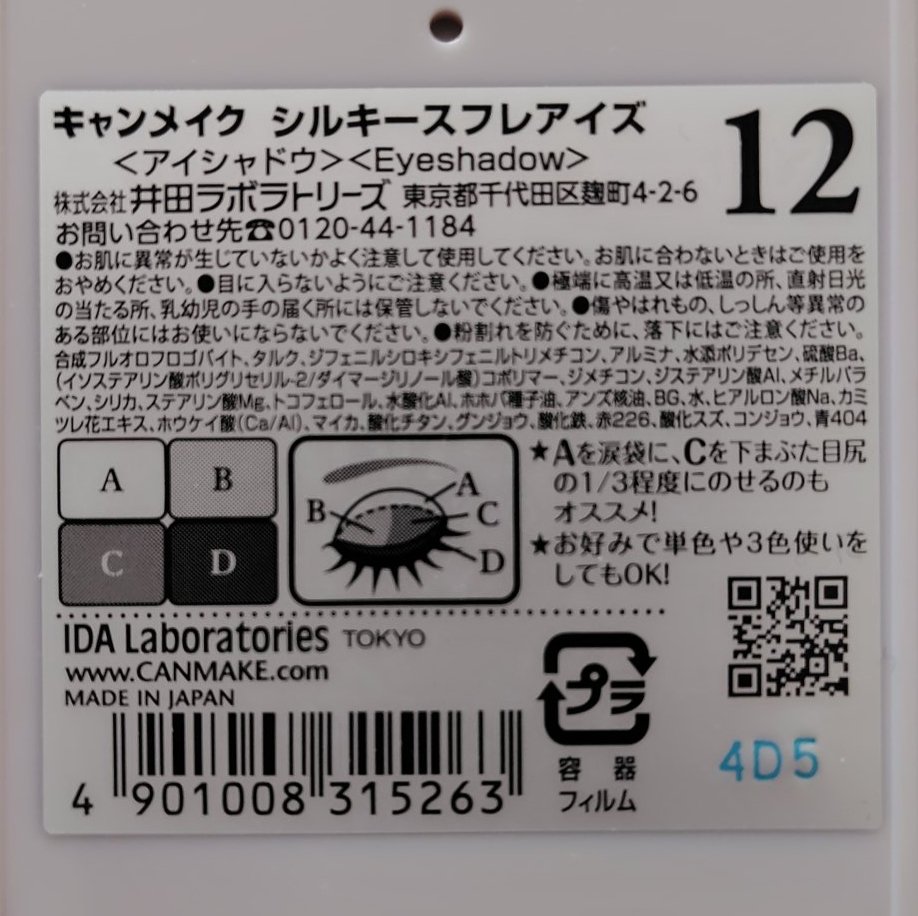 キャンメイク シルキースフレアイズ
12
＜アイシャドウ＞＜Eyeshadow＞
株式会社 井田ラボラトリーズ 東京都千代田区麹町4-2-6
お問い合わせ先☎0120-44-1184
●お肌に異常が生じていないかよく注意して使用してください。お肌に合わないときはご使用を
おやめください。●目に入らないようにご注意ください。●極端に高温又は低温の所、直射日光
の当たる所、乳幼児の手の届く所には保管しないでください。●傷やはれもの、しっしん等異常の
ある部位にはお使いにならないでください。●粉割れを防ぐために、落下にはご注意ください。
合成フルオロフロゴパイト、タルク、ジフェニルシロキシフェニルトリメチコン、アルミナ、水添ポリデセン、硫酸Ba、
(イソステアリン酸ポリグリセリル-2/ダイマージリノール酸)コポリマー、ジメチコン、ジステアリン酸Al、メチルパラ
ベン、シリカ、ステアリン酸Mg、トコフェロール、水酸化Al、ホホバ種子油、アンズ核油、BG、水、ヒアルロン酸Na、カミ
ツレ花エキス、ホウケイ酸(Ca/Al)、マイカ、酸化チタン、グンジョウ、酸化鉄、赤226、酸化スズ、コンジョウ、青404
A B
C D
A
B
C
D
★Aを涙袋に、Cを下まぶた目尻
の1/3程度にのせるのも
オススメ!
★お好みで単色や3色使いを
してもOK!
IDA Laboratories TOKYO
www.CANMAKE.com
MADE IN JAPAN
4 901008 315263
プラ
容器
フィルム
4D5